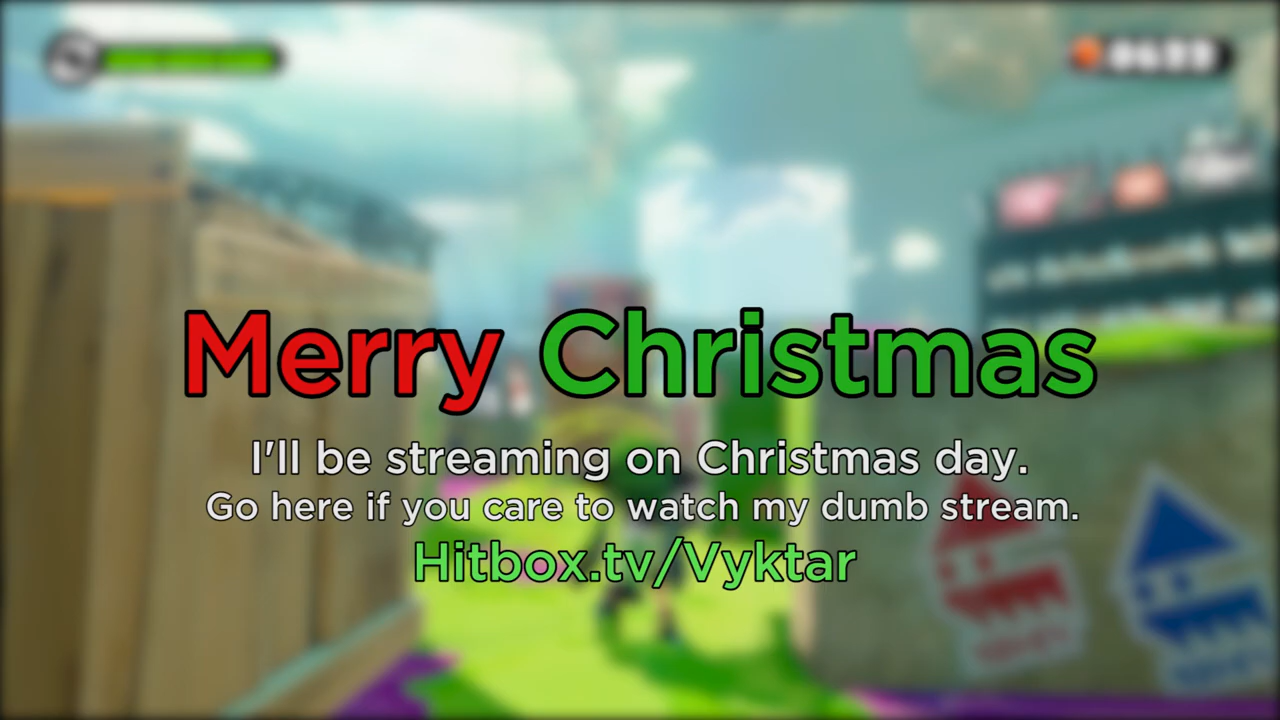 Merry Christmas
I'll be streaming on Christmas day.
Go here if you care to watch my dumb stream.
Hitbox.tv/Vyktar